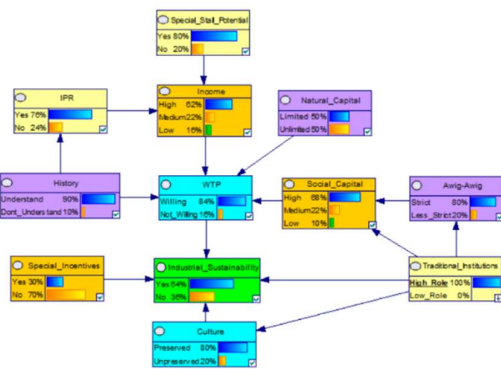 Special_Stall_Potential
Yes 80%
No 20%
IPR
Yes 76%
No 24%
Income
High 62%
Medium 22%
Low 16%
Natural_Capital
Limited 50%
Unlimited 50%
History
Understand 90%
Dont_Understand 10%
WTP
Willing 84%
Not_Willing 16%
Social_Capital
High 68%
Medium 22%
Low 10%
Awig-Awig
Strict 80%
Less_Strict 20%
Special_Incentives
Yes 30%
No 70%
Industrial_Sustainability
Yes 64%
No 36%
Traditional_Institutions
High_Role 100%
Low_Role 0%
Culture
Preserved 80%
Unpreserved 20%